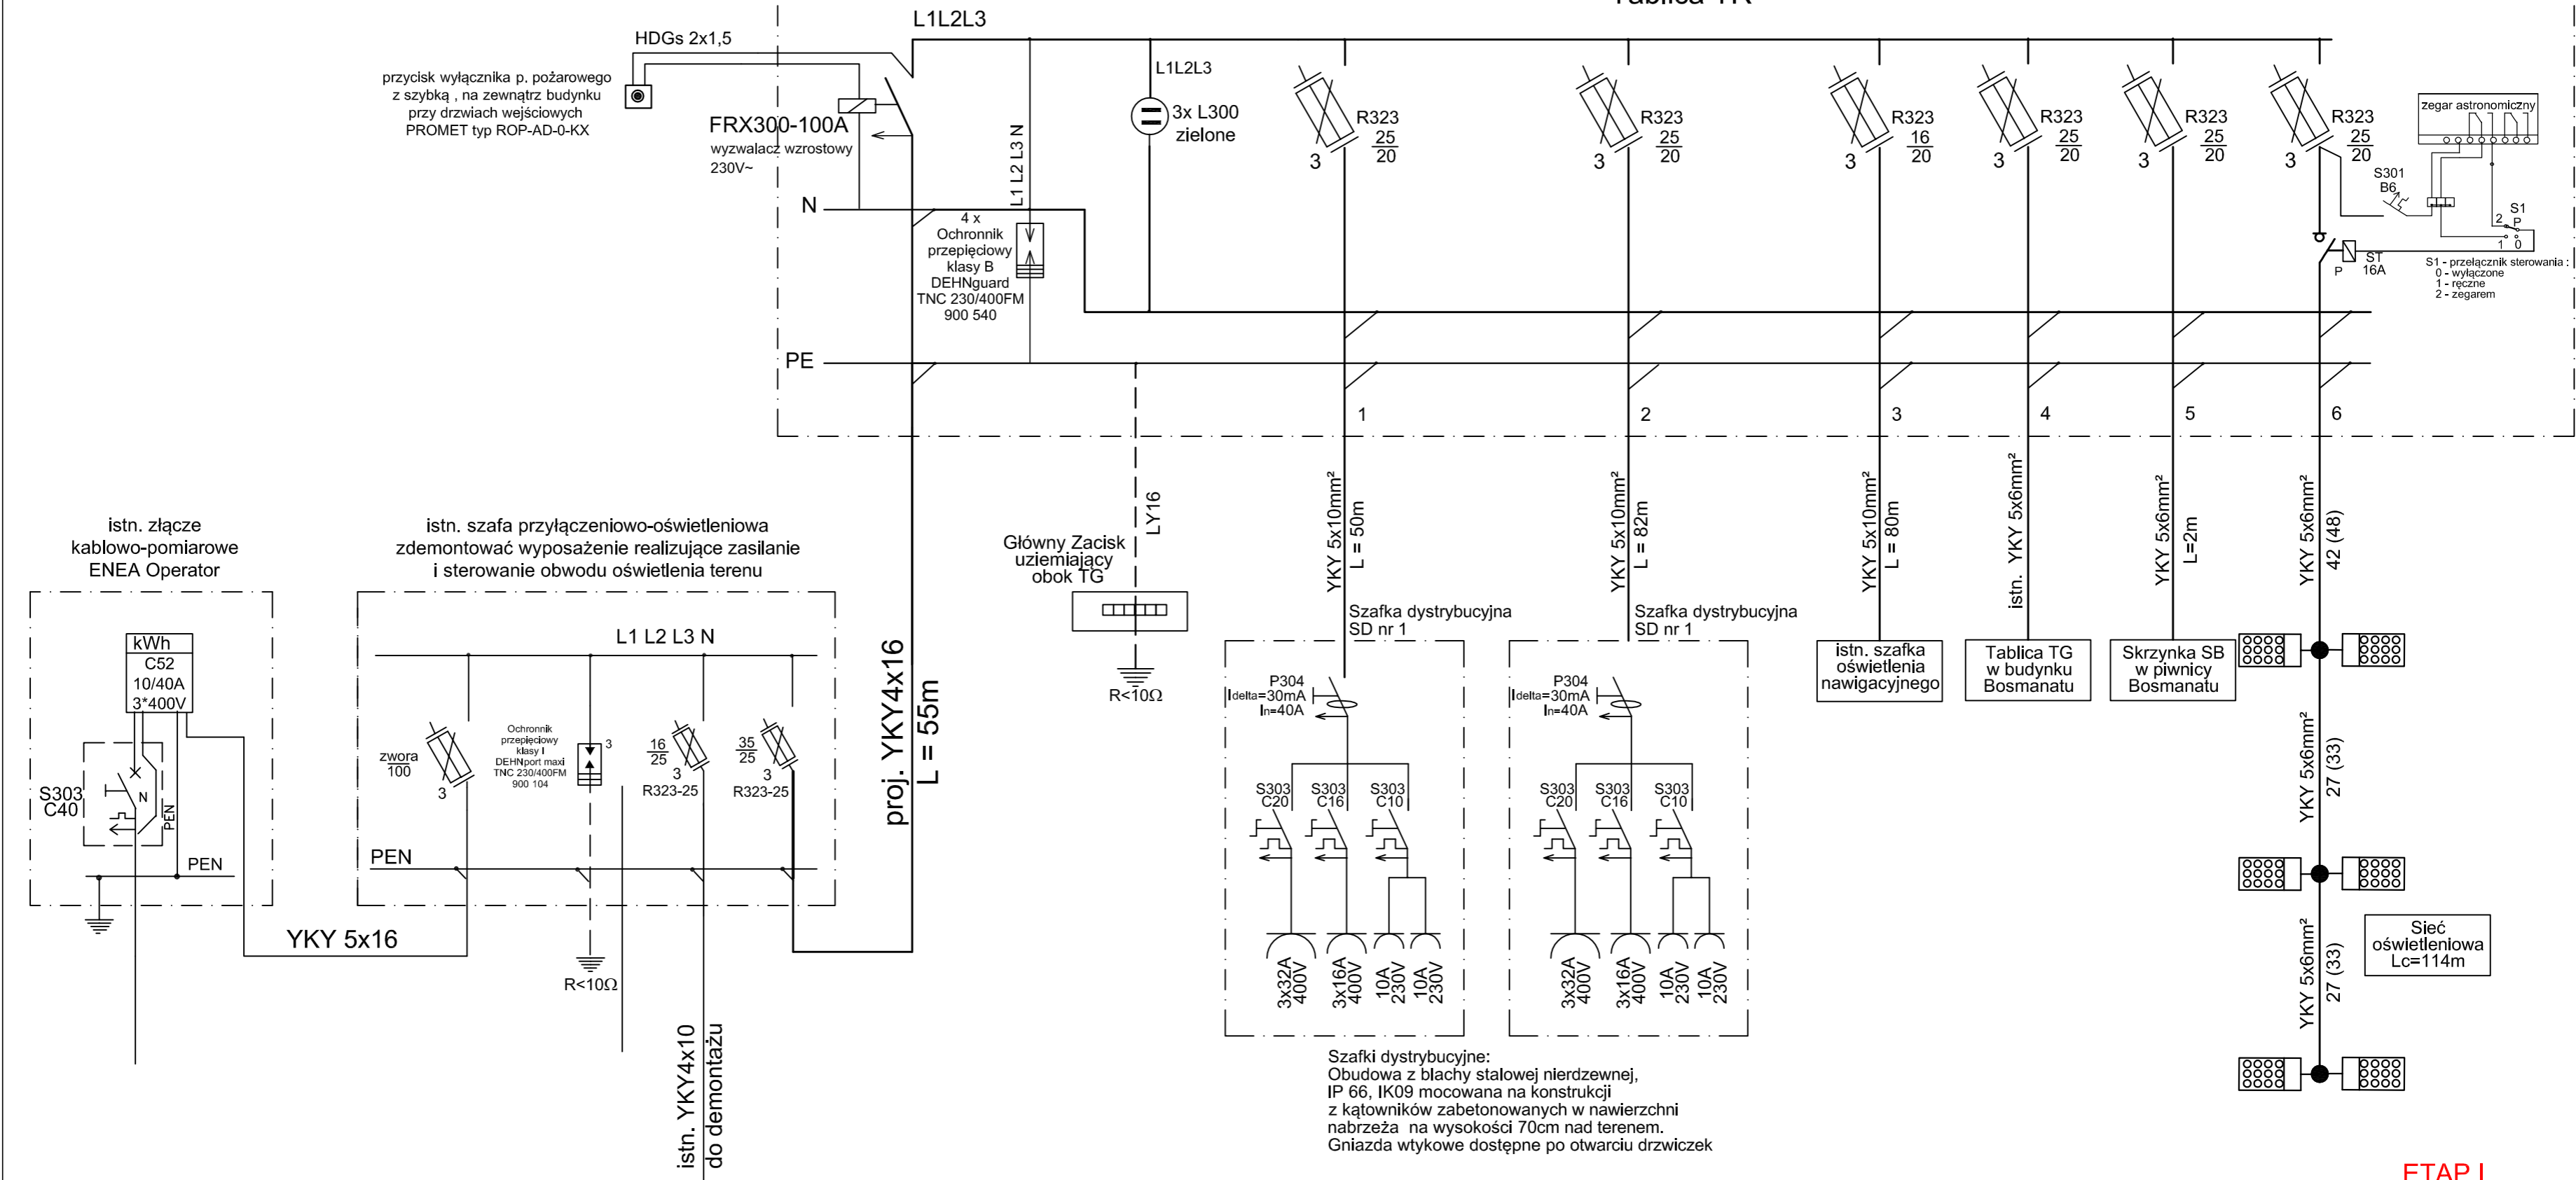 Tablica TR
L1L2L3
HDGs 2x1,5
przycisk wyłącznika p. pożarowego
z szybką , na zewnątrz budynku
przy drzwiach wejściowych
PROMET typ ROP-AD-0-KX
FRX300-100A
wyzwalacz wzrostowy
230V~
L1 L2 L3 N
L1L2L3
3x L300
zielone
R323
25
20
3
R323
25
20
3
R323
16
20
3
R323
25
20
3
R323
25
20
3
R323
25
20
3
zegar astronomiczny
S301
B6
S1
2 P
1 0
P
ST
16A
S1 - przełącznik sterowania :
0 - wyłączone
1 - ręczne
2 - zegarem
N
4 x
Ochronnik
przepięciowy
klasy B
DEHNguard
TNC 230/400FM
900 540
PE
1
2
3
4
5
6
istn. złącze
kablowo-pomiarowe
ENEA Operator
kWh
C52
10/40A
3*400V
S303
C40
N
PEN
PEN
YKY 5x16
istn. szafa przyłączeniowo-oświetleniowa
zdemontować wyposażenie realizujące zasilanie
i sterowanie obwodu oświetlenia terenu
L1 L2 L3 N
zwora
100
3
Ochronnik
przepięciowy
klasy I
DEHNport maxi
TNC 230/400FM
900 104
3
16
25
3
R323-25
35
25
3
R323-25
PEN
R<10Ω
istn. YKY4x10
do demontażu
proj. YKY4x16
L = 55m
LY16
Główny Zacisk
uziemiający
obok TG
R<10Ω
YKY 5x10mm²
L = 50m
Szafka dystrybucyjna
SD nr 1
P304
Idelta=30mA
In=40A
S303
C20
S303
C16
S303
C10
3x32A
400V
3x16A
400V
10A
230V
10A
230V
YKY 5x10mm²
L = 82m
Szafka dystrybucyjna
SD nr 1
P304
Idelta=30mA
In=40A
S303
C20
S303
C16
S303
C10
3x32A
400V
3x16A
400V
10A
230V
10A
230V
YKY 5x10mm²
L = 80m
istn. szafka
oświetlenia
nawigacyjnego
istn. YKY 5x6mm²
Tablica TG
w budynku
Bosmanatu
YKY 5x6mm²
L=2m
Skrzynka SB
w piwnicy
Bosmanatu
YKY 5x6mm²
42 (48)
YKY 5x6mm²
27 (33)
YKY 5x6mm²
27 (33)
Sieć
oświetleniowa
Lc=114m
Szafki dystrybucyjne:
Obudowa z blachy stalowej nierdzewnej,
IP 66, IK09 mocowana na konstrukcji
z kątowników zabetonowanych w nawierzchni
nabrzeża na wysokości 70cm nad terenem.
Gniazda wtykowe dostępne po otwarciu drzwiczek
ETAP I